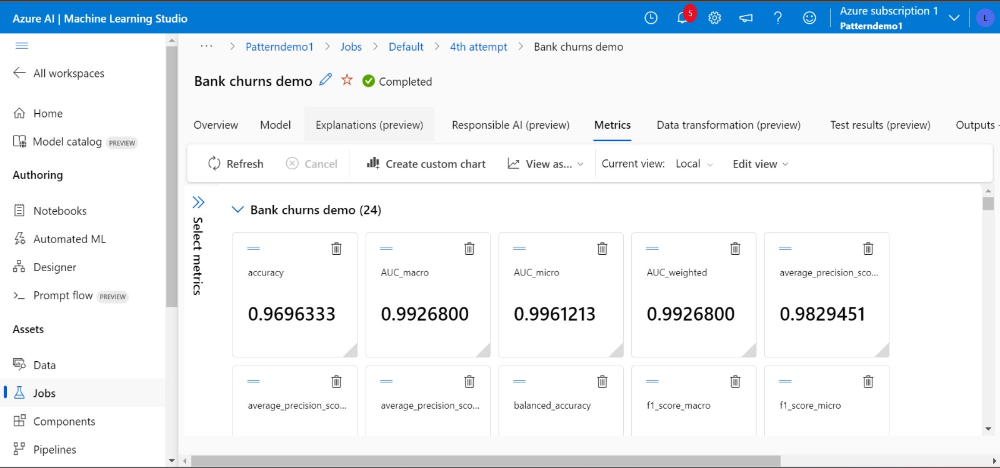 Azure AI | Machine Learning Studio
5
Azure subscription 1
Patterndemo1
L
All workspaces
Home
Model catalog PREVIEW
Authoring
Notebooks
Automated ML
Designer
Prompt flow PREVIEW
Assets
Data
Jobs
Components
Pipelines
... > Patterndemo1 > Jobs > Default > 4th attempt > Bank churns demo
Bank churns demo Completed
Overview Model Explanations (preview) Responsible AI (preview) Metrics Data transformation (preview) Test results (preview) Outputs
Refresh Cancel Create custom chart View as... Current view: Local Edit view
Select metrics
Bank churns demo (24)
accuracy AUC_macro AUC_micro AUC_weighted average_precision_sco...
0.9696333 0.9926800 0.9961213 0.9926800 0.9829451
average_precision_sco... average_precision_sco... balanced_accuracy f1_score_macro f1_score_micro